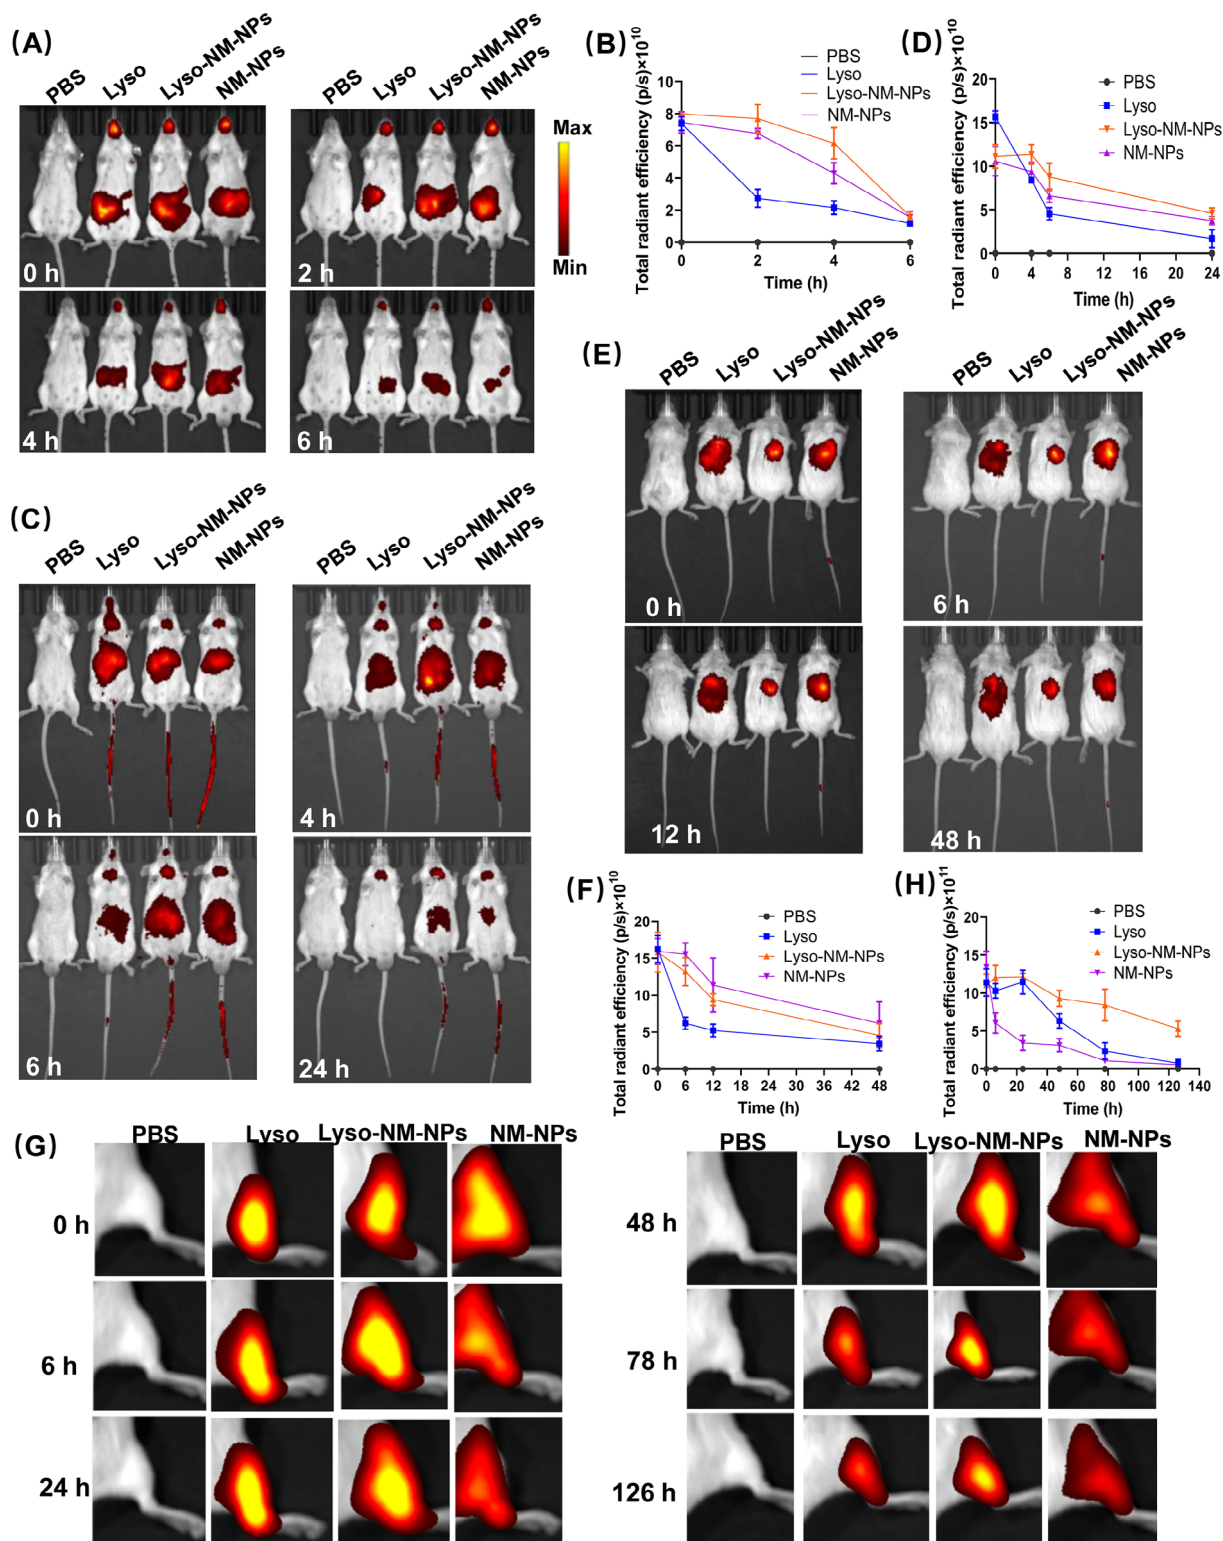 (A)
PBS
Lyso
Lyso-NM-NPs
NM-NPs
PBS
Lyso
Lyso-NM-NPs
NM-NPs
0 h
2 h
4 h
6 h
Max
Min
(B)
Total radiant efficiency (p/s)×10^10
10
8
6
4
2
0
0 2 4 6
Time (h)
PBS
Lyso
Lyso-NM-NPs
NM-NPs
(D)
Total radiant efficiency (p/s)×10^10
20
15
10
5
0
0 4 8 12 16 20 24
Time (h)
PBS
Lyso
Lyso-NM-NPs
NM-NPs
(C)
PBS
Lyso
Lyso-NM-NPs
NM-NPs
PBS
Lyso
Lyso-NM-NPs
NM-NPs
0 h
4 h
6 h
24 h
(E)
PBS
Lyso
Lyso-NM-NPs
NM-NPs
PBS
Lyso
Lyso-NM-NPs
NM-NPs
0 h
6 h
12 h
48 h
(F)
Total radiant efficiency (p/s)×10^10
20
15
10
5
0
0 6 12 18 24 30 36 42 48
Time (h)
PBS
Lyso
Lyso-NM-NPs
NM-NPs
(H)
Total radiant efficiency (p/s)×10^11
20
15
10
5
0
0 20 40 60 80 100 120 140
Time (h)
PBS
Lyso
Lyso-NM-NPs
NM-NPs
(G)
PBS Lyso Lyso-NM-NPs NM-NPs
0 h
6 h
24 h
PBS Lyso Lyso-NM-NPs NM-NPs
48 h
78 h
126 h